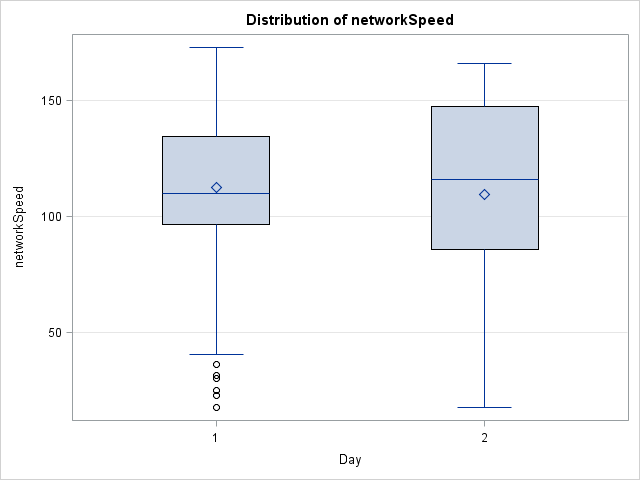 Distribution of networkSpeed
networkSpeed
150
100
50
1
2
Day